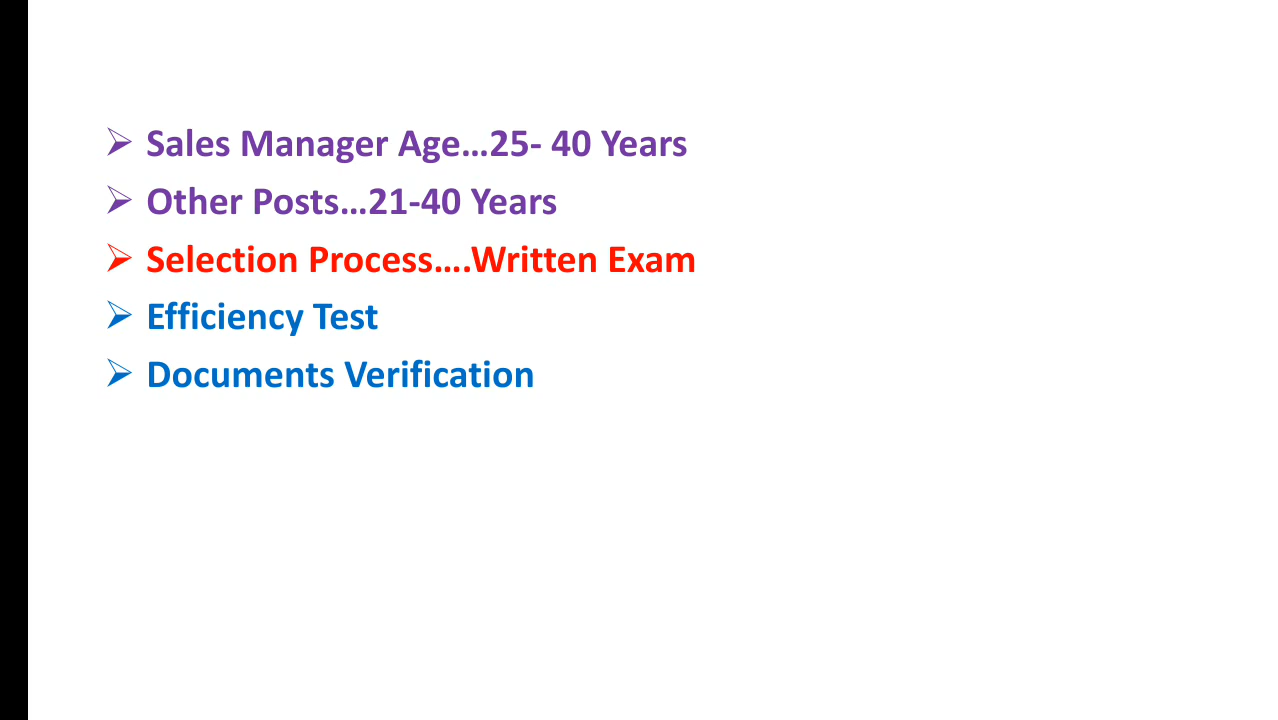 ➢ Sales Manager Age…25- 40 Years
➢ Other Posts…21-40 Years
➢ Selection Process….Written Exam
➢ Efficiency Test
➢ Documents Verification